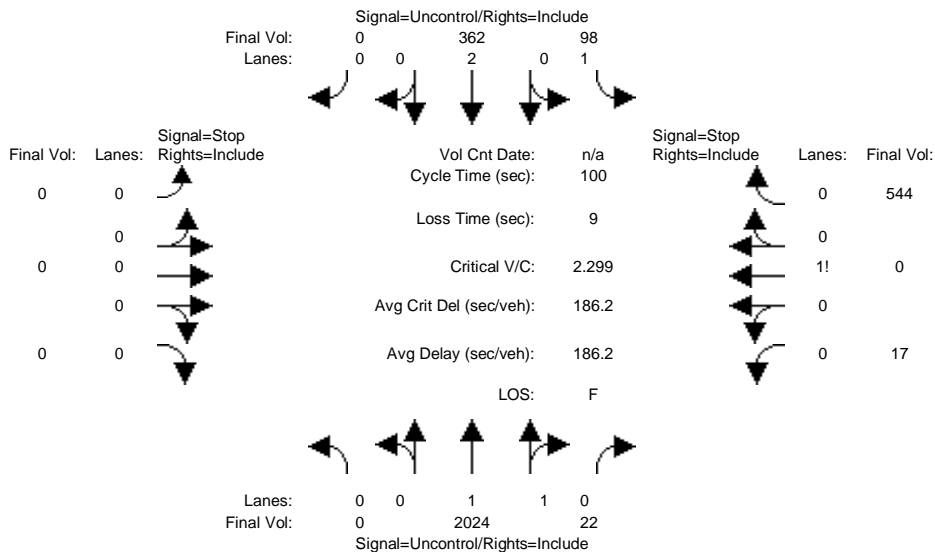 Signal=Uncontrol/Rights=Include
Final Vol: 0 362 98
Lanes: 0 0 2 0 1
Signal=Stop
Final Vol: Lanes: Rights=Include
Vol Cnt Date: n/a
Signal=Stop
Rights=Include Lanes: Final Vol:
Cycle Time (sec): 100
0 0
0 544
Loss Time (sec): 9
0
0
0 0
Critical V/C: 2.299
1! 0
0
Avg Crit Del (sec/veh): 186.2
0
0 0
Avg Delay (sec/veh): 186.2
0 17
LOS: F
Lanes: 0 0 1 1 0
Final Vol: 0 2024 22
Signal=Uncontrol/Rights=Include